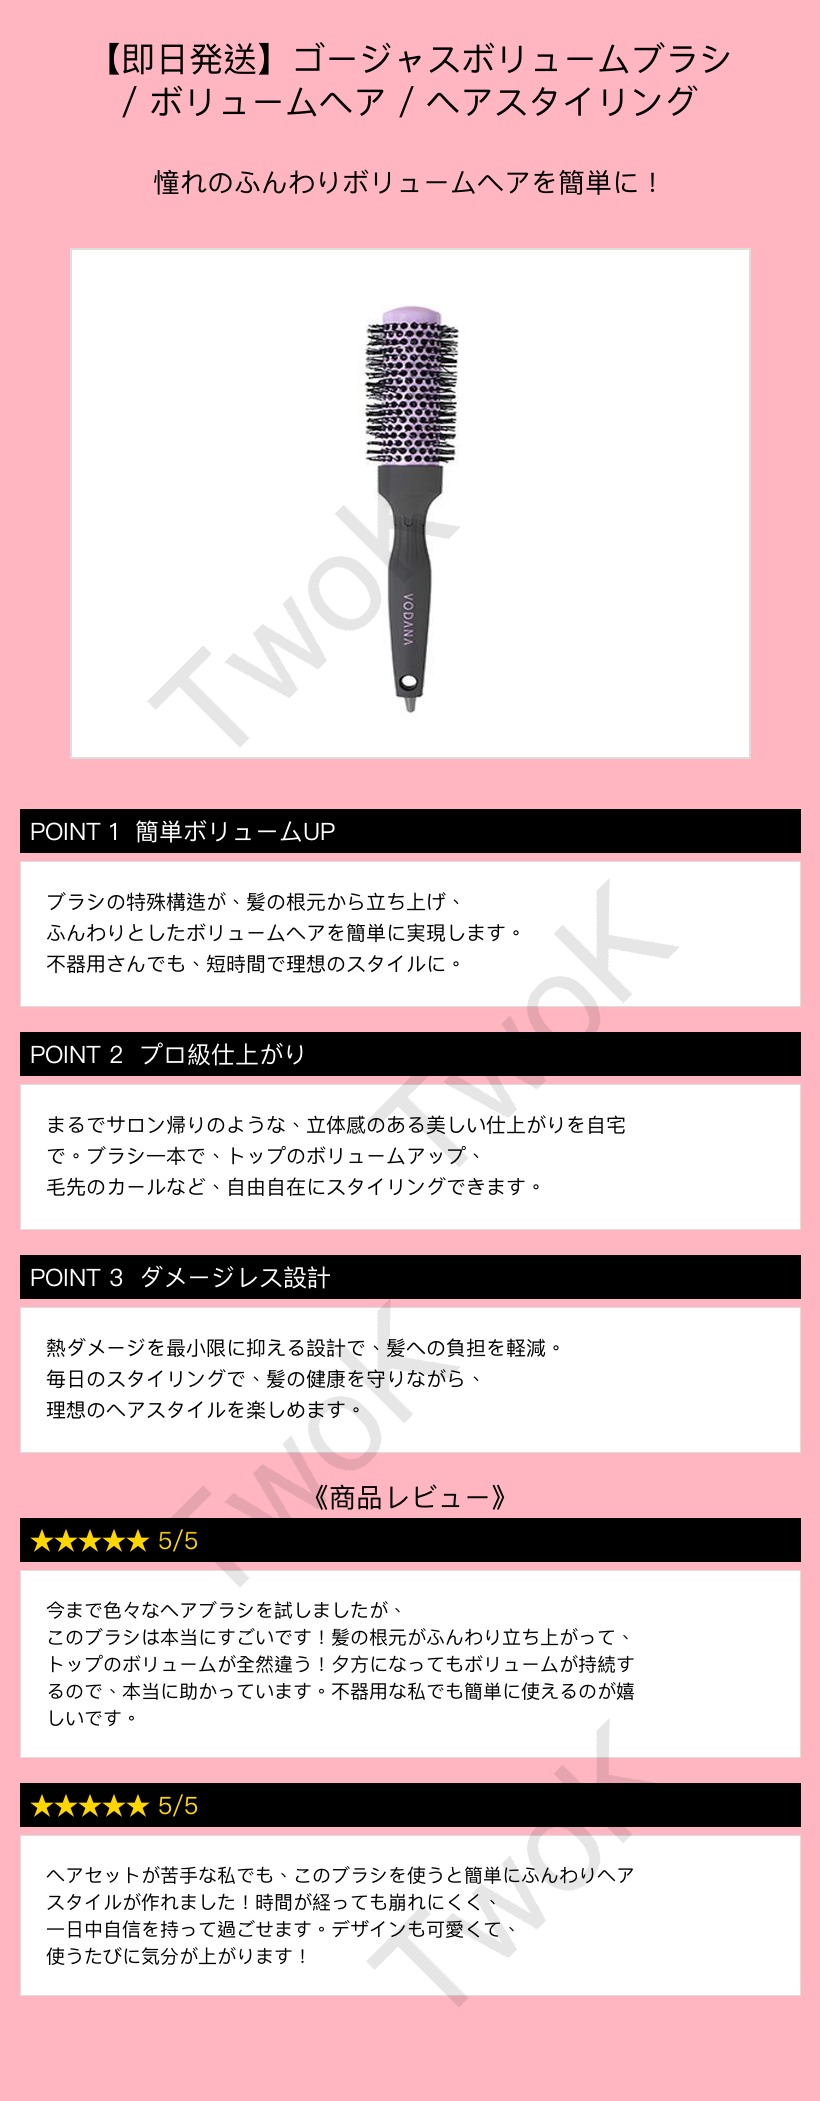 【即日発送】ゴージャスボリュームブラシ
/ ボリュームヘア / ヘアスタイリング
憧れのふんわりボリュームヘアを簡単に！
VODANA
TwoK
POINT 1 簡単ボリュームUP
ブラシの特殊構造が、髪の根元から立ち上げ、
ふんわりとしたボリュームヘアを簡単に実現します。
不器用さんでも、短時間で理想のスタイルに。
TwoK
POINT 2 プロ級仕上がり
まるでサロン帰りのような、立体感のある美しい仕上がりを自宅
で。ブラシ一本で、トップのボリュームアップ、
毛先のカールなど、自由自在にスタイリングできます。
POINT 3 ダメージレス設計
熱ダメージを最小限に抑える設計で、髪への負担を軽減。
毎日のスタイリングで、髪の健康を守りながら、
理想のヘアスタイルを楽しめます。
TwoK
《商品レビュー》
★★★★★ 5/5
今まで色々なヘアブラシを試しましたが、
このブラシは本当にすごいです！髪の根元がふんわり立ち上がって、
トップのボリュームが全然違う！夕方になってもボリュームが持続す
るので、本当に助かっています。不器用な私でも簡単に使えるのが嬉
しいです。
★★★★★ 5/5
ヘアセットが苦手な私でも、このブラシを使うと簡単にふんわりヘア
スタイルが作れました！時間が経っても崩れにくく、
一日中自信を持って過ごせます。デザインも可愛くて、
使うたびに気分が上がります！
TwoK